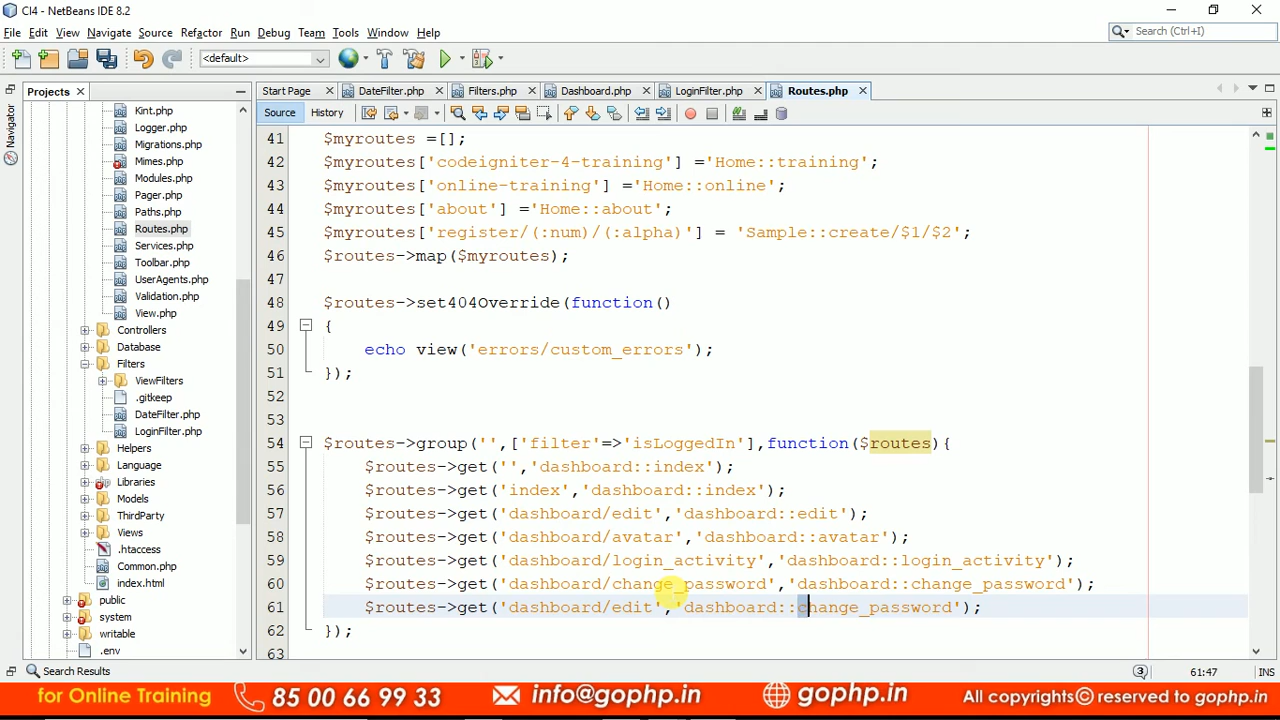 CI4 - NetBeans IDE 8.2
File Edit View Navigate Source Refactor Run Debug Team Tools Window Help
Search (Ctrl+I)
<default>
Projects
Start Page
DateFilter.php
Filters.php
Dashboard.php
LoginFilter.php
Routes.php
Source History
Navigator
Kint.php
Logger.php
Migrations.php
Mimes.php
Modules.php
Pager.php
Paths.php
Routes.php
Services.php
Toolbar.php
UserAgents.php
Validation.php
View.php
Controllers
Database
Filters
ViewFilters
.gitkeep
DateFilter.php
LoginFilter.php
Helpers
Language
Libraries
Models
ThirdParty
Views
.htaccess
Common.php
index.html
public
system
writable
.env
41 $myroutes =[];
42 $myroutes['codeigniter-4-training'] ='Home::training';
43 $myroutes['online-training'] ='Home::online';
44 $myroutes['about'] ='Home::about';
45 $myroutes['register/(:num)/(:alpha)'] = 'Sample::create/$1/$2';
46 $routes->map($myroutes);
47
48 $routes->set404Override(function()
49 {
50 echo view('errors/custom_errors');
51 });
52
53
54 $routes->group('',['filter'=>'isLoggedIn'],function($routes){
55 $routes->get('','dashboard::index');
56 $routes->get('index','dashboard::index');
57 $routes->get('dashboard/edit','dashboard::edit');
58 $routes->get('dashboard/avatar','dashboard::avatar');
59 $routes->get('dashboard/login_activity','dashboard::login_activity');
60 $routes->get('dashboard/change_password','dashboard::change_password');
61 $routes->get('dashboard/edit','dashboard::change_password');
62 });
63
Search Results
3
61:47
INS
for Online Training 85 00 66 99 33 info@gophp.in gophp.in All copyrights© reserved to gophp.in